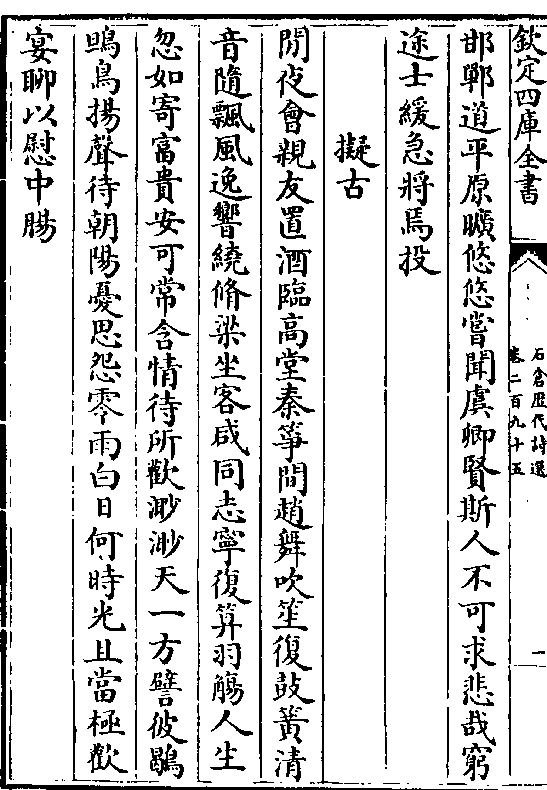 欽定四庫全書
石倉歷代詩選
卷二百九十五
一
邯鄲道平原曠悠悠嘗聞虞卿賢斯人不可求悲哉窮
途士緩急將焉投
擬古
閒夜會親友置酒臨高堂秦箏間趙舞吹笙復鼓簧清
音隨飄風逸響繞脩梁坐客咸同志寧復算羽觴人生
忽如寄富貴安可常含情待所歡渺渺天一方譬彼鶡
鴠鳥揚聲待朝陽憂思怨零雨白日何時光且當極歡
宴聊以慰中腸